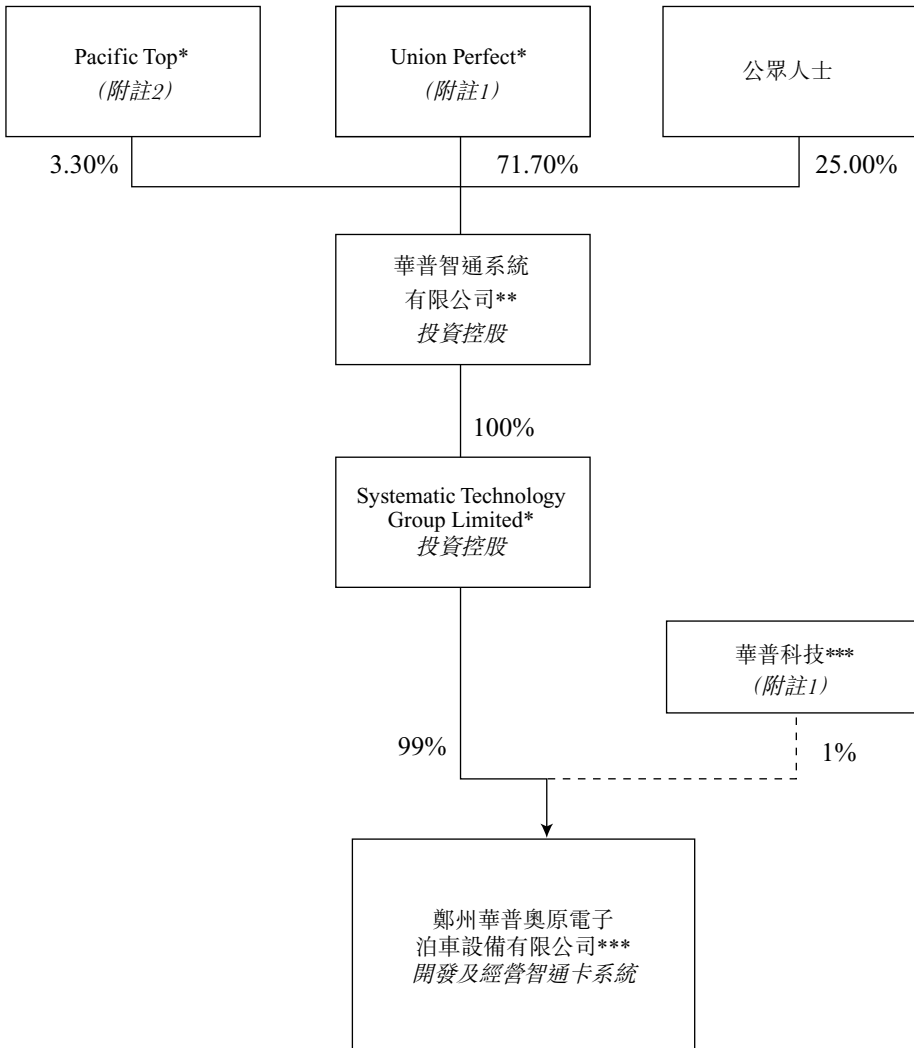 Pacific Top*
(附註2)
Union Perfect*
(附註1)
公眾人士
3.30%
71.70%
25.00%
華普智通系統
有限公司**
投資控股
100%
Systematic Technology
Group Limited*
投資控股
華普科技***
(附註1)
99%
1%
鄭州華普奧原電子
泊車設備有限公司***
開發及經營智通卡系統